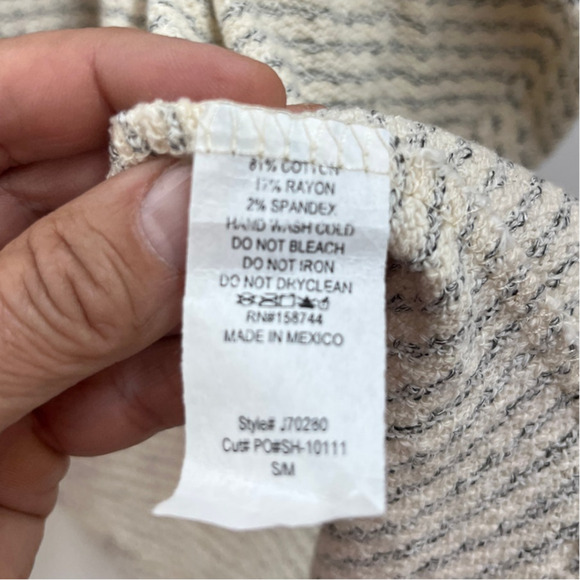 81% COTTON
17% RAYON
2% SPANDEX
HAND WASH COLD
DO NOT BLEACH
DO NOT IRON
DO NOT DRYCLEAN
RN#158744
MADE IN MEXICO
Style# J70280
Cut# PO#SH-10111
S/M